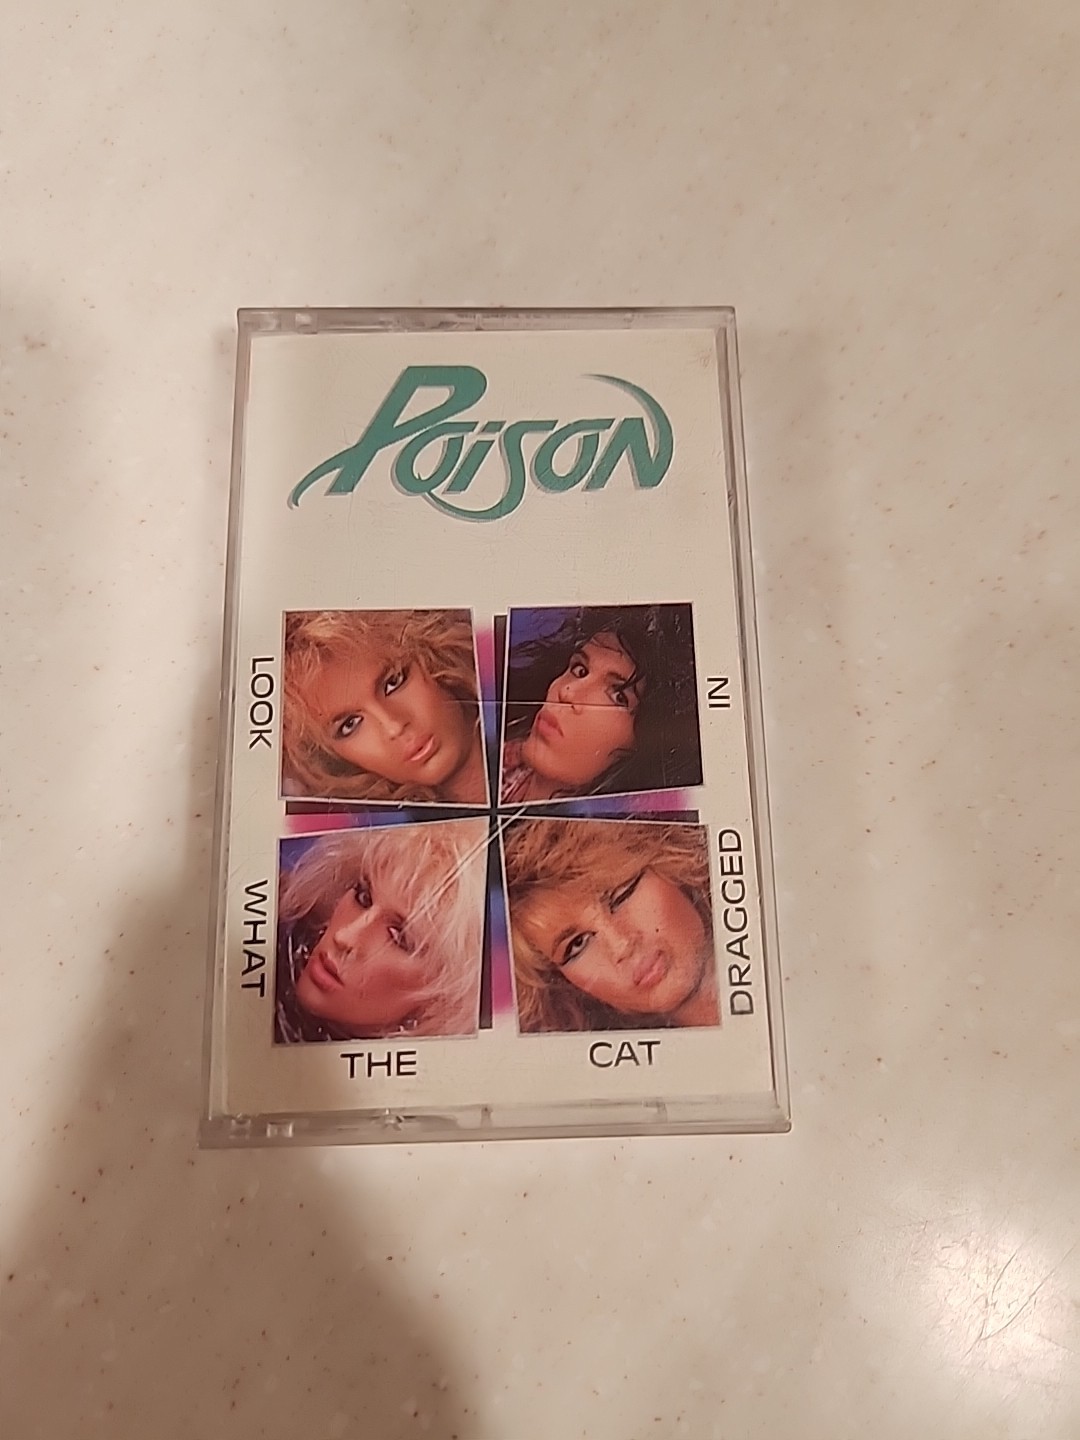 Poison
LOOK
WHAT
THE
CAT
DRAGGED
IN